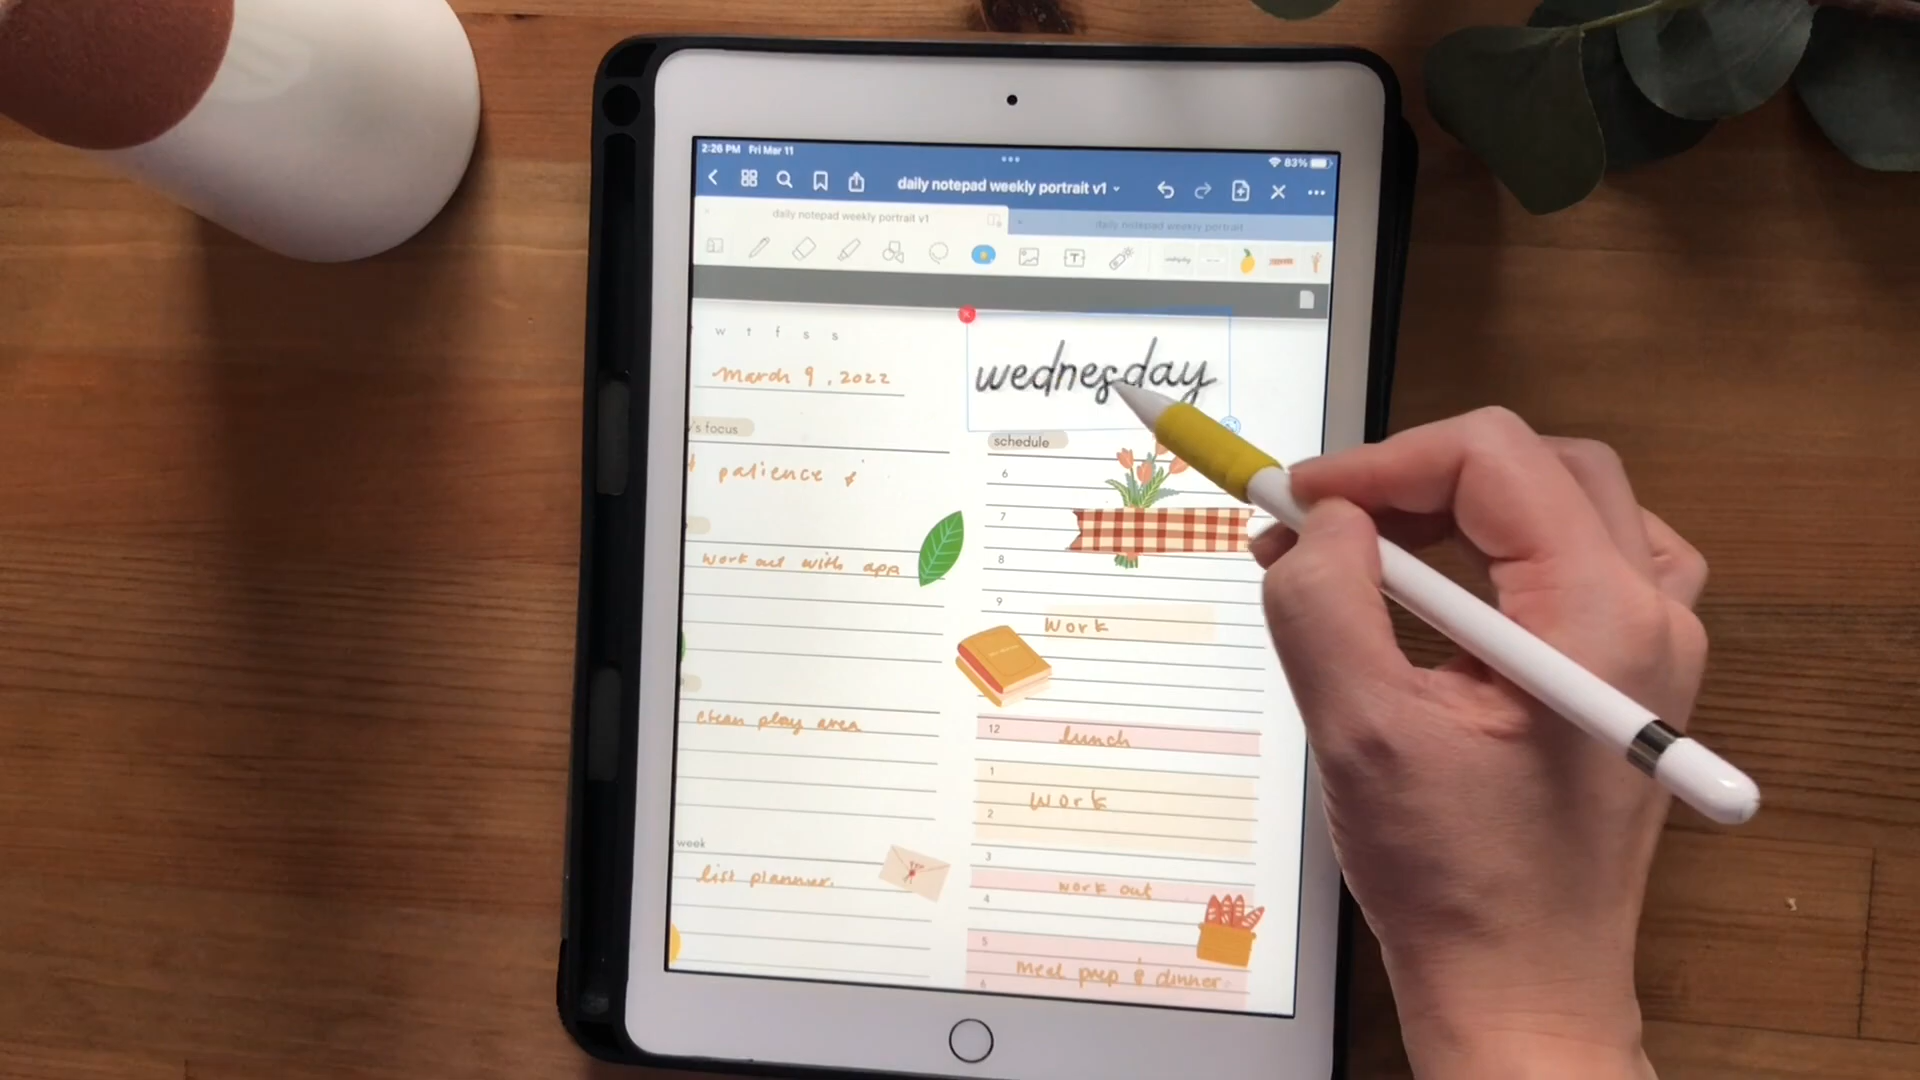 2:26 PM Fri Mar 11
83%
daily notepad weekly portrait v1
daily notepad weekly portrait v1
daily notepad weekly portrait
w t f s s
wednesday
march 9, 2022
's focus
schedule
patience &
6
7
work out with app
8
9
work
clean play area
12
lunch
1
work
2
week
3
list planner.
work out
4
5
meal prep & dinner
6